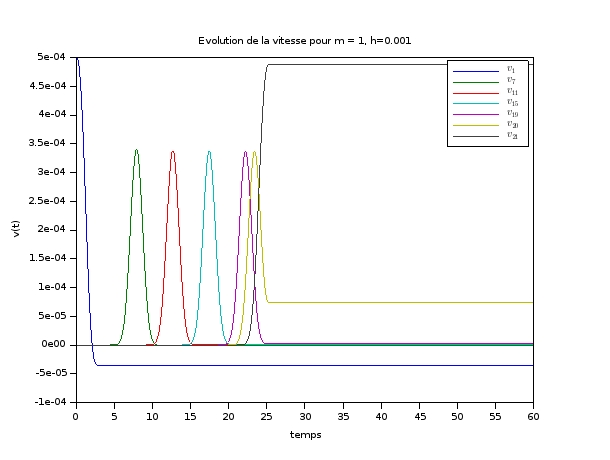 Evolution de la vitesse pour m = 1, h=0.001
5e-04
4.5e-04
4e-04
3.5e-04
3e-04
2.5e-04
2e-04
1.5e-04
1e-04
5e-05
0e00
-5e-05
-1e-04
v(t)
v1
v7
v11
v15
v19
v20
v21
0 5 10 15 20 25 30 35 40 45 50 55 60
temps